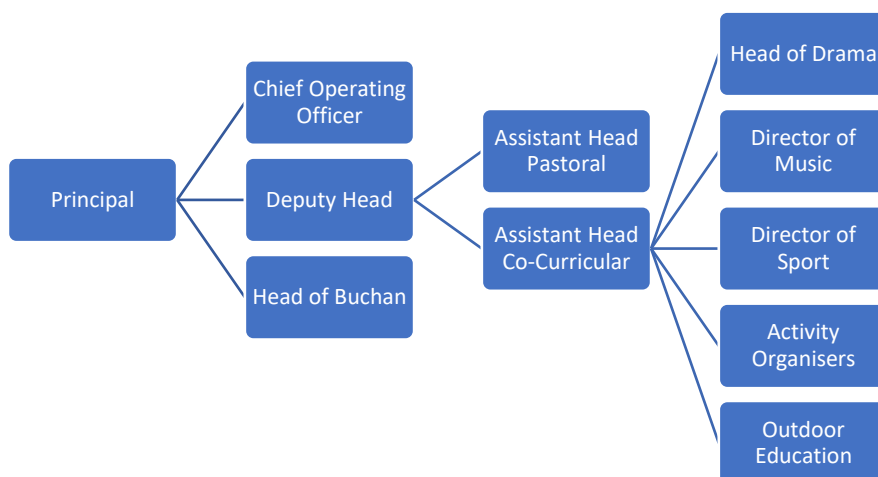 Principal
Chief Operating
Officer
Deputy Head
Head of Buchan
Assistant Head
Pastoral
Assistant Head
Co-Curricular
Head of Drama
Director of
Music
Director of
Sport
Activity
Organisers
Outdoor
Education